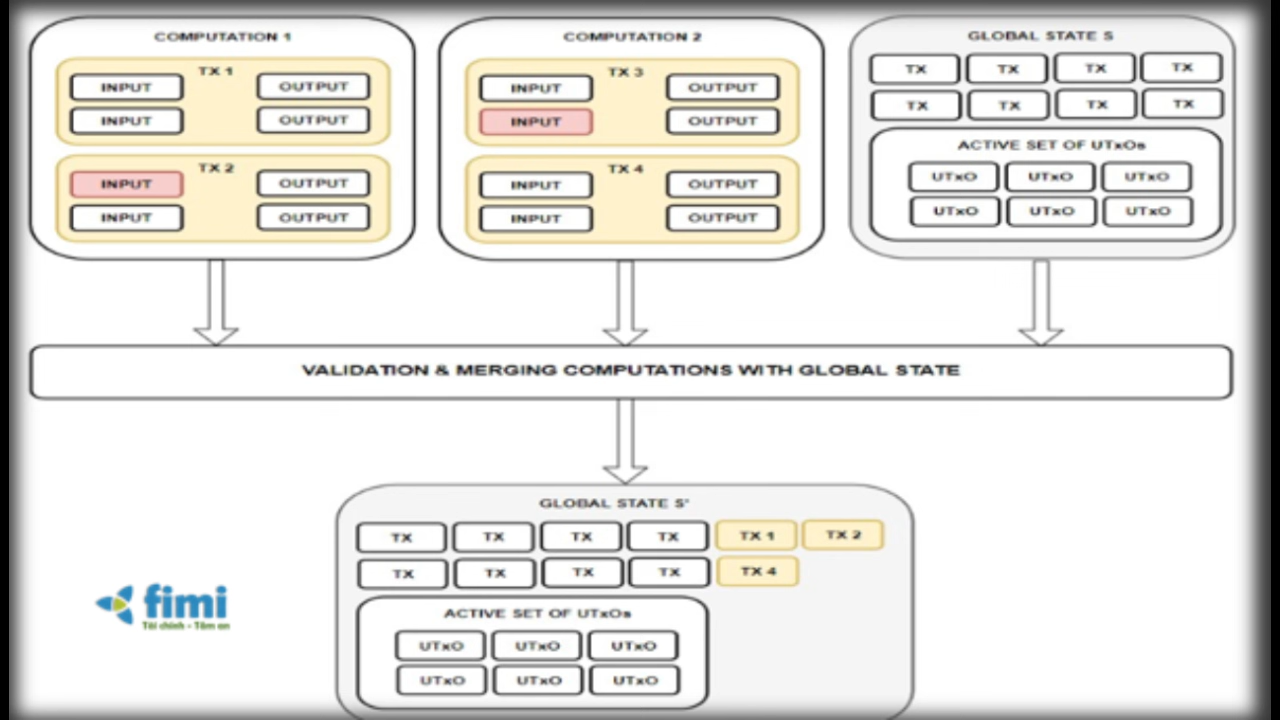 COMPUTATION 1
TX 1
INPUT OUTPUT
INPUT OUTPUT
TX 2
INPUT OUTPUT
INPUT OUTPUT
COMPUTATION 2
TX 3
INPUT OUTPUT
INPUT OUTPUT
TX 4
INPUT OUTPUT
INPUT OUTPUT
GLOBAL STATE S
TX TX TX TX
TX TX TX TX
ACTIVE SET OF UTxOs
UTxO UTxO UTxO
UTxO UTxO UTxO
VALIDATION & MERGING COMPUTATIONS WITH GLOBAL STATE
GLOBAL STATE S'
TX TX TX TX TX 1 TX 2
TX TX TX TX TX 4
ACTIVE SET OF UTxOs
UTxO UTxO UTxO
UTxO UTxO UTxO
fimi
Tài chính - Tâm an